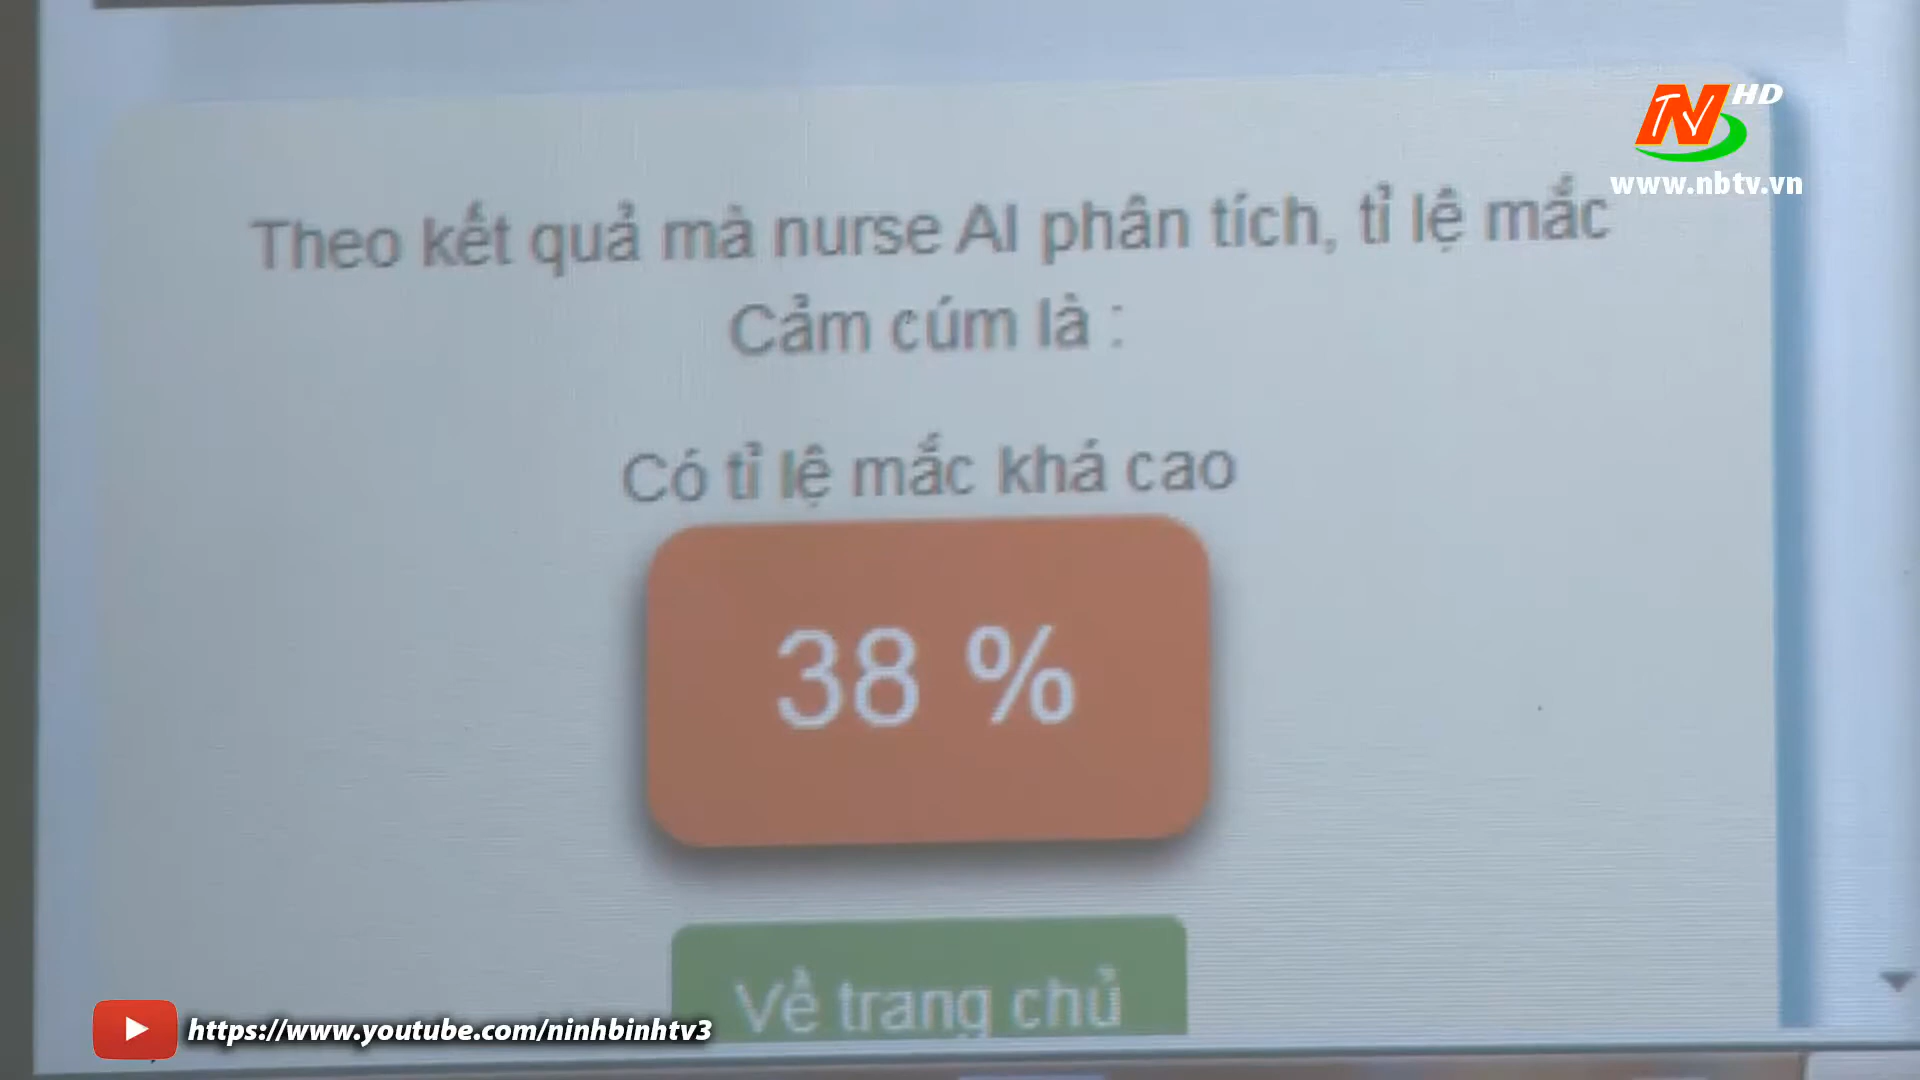 NTV HD
www.nbtv.vn
Theo kết quả mà nurse AI phân tích, tỉ lệ mắc
Cảm cúm là :
Có tỉ lệ mắc khá cao
38 %
Về trang chủ
https://www.youtube.com/ninhbinhtv3